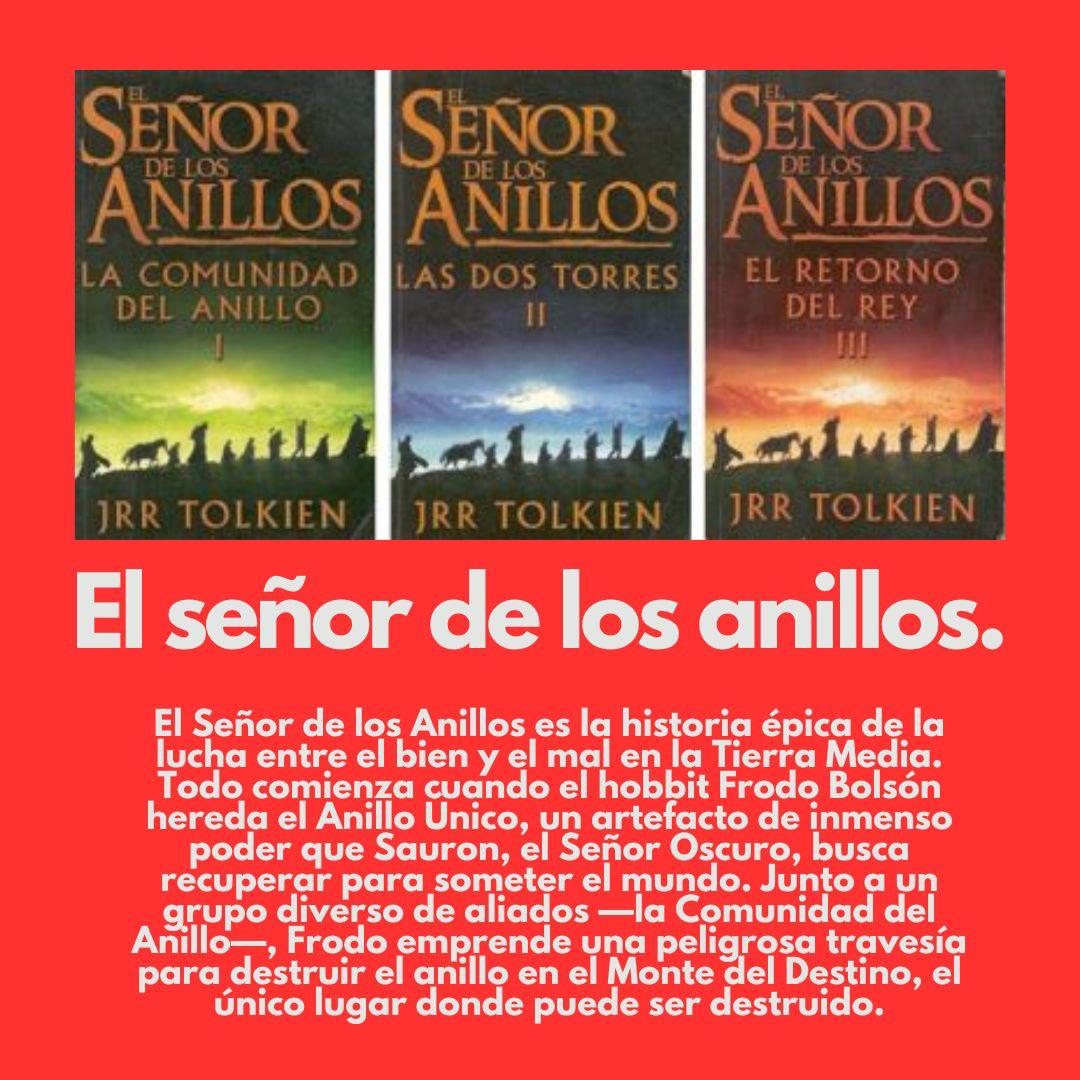 EL
SEÑOR
DE LOS
ANILLOS
LA COMUNIDAD
DEL ANILLO
I
JRR TOLKIEN
EL
SEÑOR
DE LOS
ANILLOS
LAS DOS TORRES
II
JRR TOLKIEN
EL
SEÑOR
DE LOS
ANILLOS
EL RETORNO
DEL REY
III
JRR TOLKIEN
El señor de los anillos.
El Señor de los Anillos es la historia épica de la
lucha entre el bien y el mal en la Tierra Media.
Todo comienza cuando el hobbit Frodo Bolsón
hereda el Anillo Único, un artefacto de inmenso
poder que Sauron, el Señor Oscuro, busca
recuperar para someter el mundo. Junto a un
grupo diverso de aliados —la Comunidad del
Anillo—, Frodo emprende una peligrosa travesía
para destruir el anillo en el Monte del Destino, el
único lugar donde puede ser destruido.